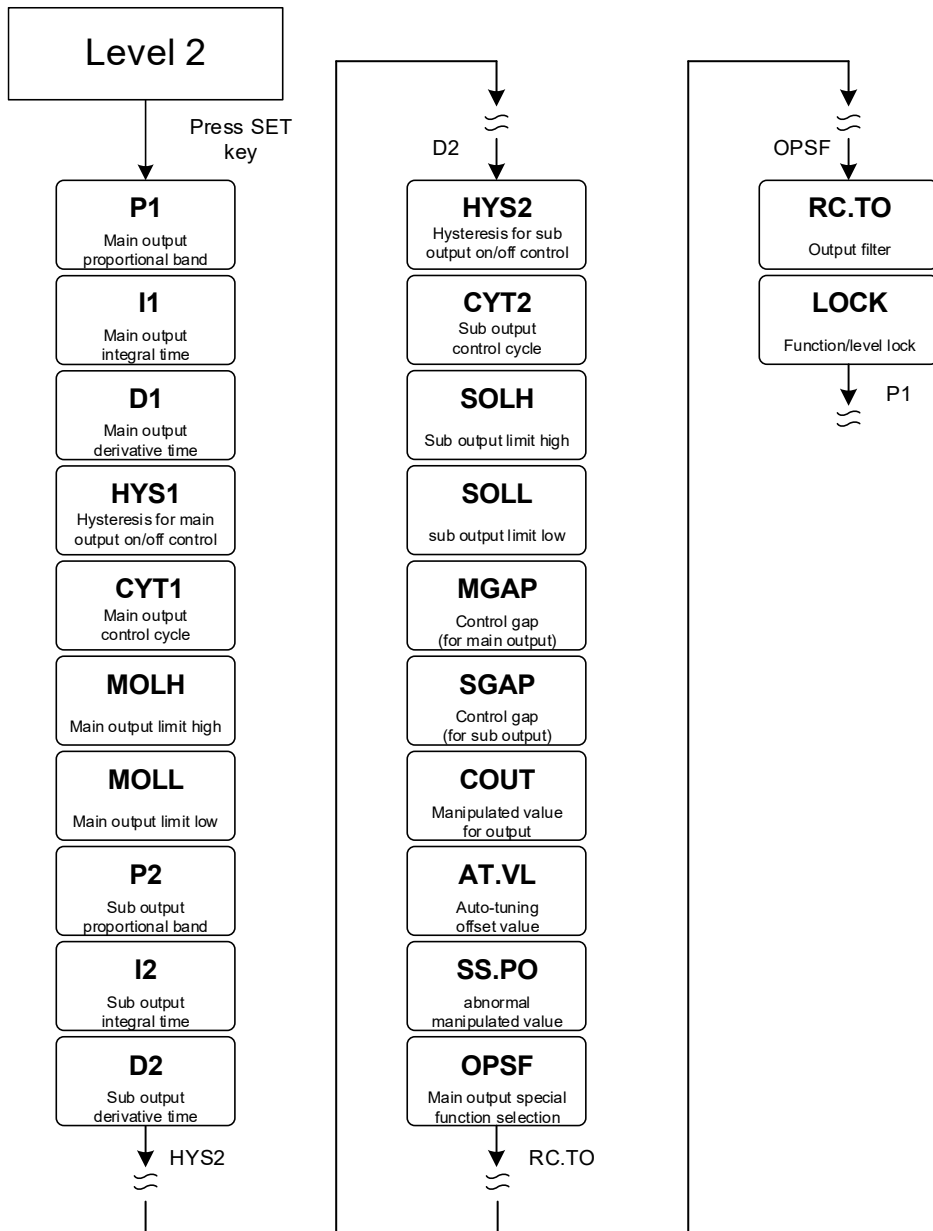 Level 2
Press SET
key
P1
Main output
proportional band
I1
Main output
integral time
D1
Main output
derivative time
HYS1
Hysteresis for main
output on/off control
CYT1
Main output
control cycle
MOLH
Main output limit high
MOLL
Main output limit low
P2
Sub output
proportional band
I2
Sub output
integral time
D2
Sub output
derivative time
HYS2
D2
HYS2
Hysteresis for sub
output on/off control
CYT2
Sub output
control cycle
SOLH
Sub output limit high
SOLL
sub output limit low
MGAP
Control gap
(for main output)
SGAP
Control gap
(for sub output)
COUT
Manipulated value
for output
AT.VL
Auto-tuning
offset value
SS.PO
abnormal
manipulated value
OPSF
Main output special
function selection
RC.TO
OPSF
RC.TO
Output filter
LOCK
Function/level lock
P1